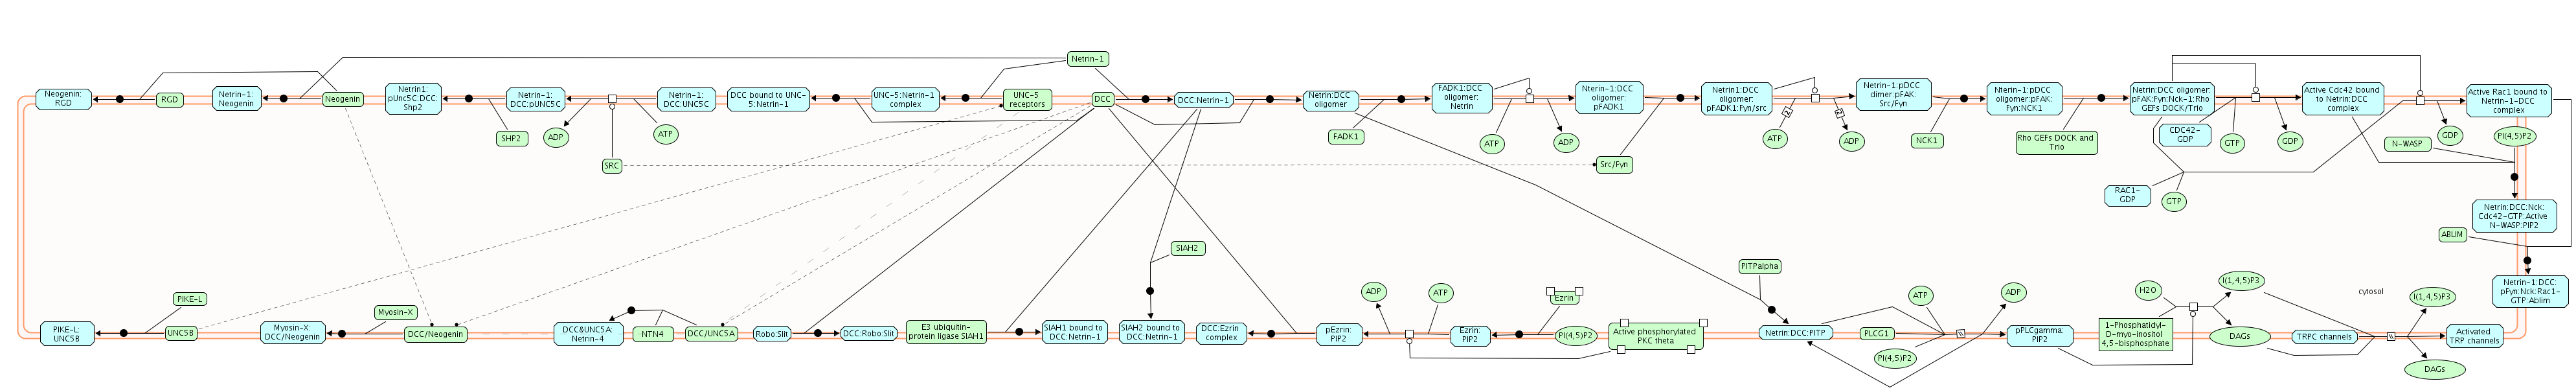 Netrin-1
Neogenin:
RGD
RGD
Netrin-1:
Neogenin
Neogenin
Netrin1:
pUnc5C:DCC:
Shp2
Netrin-1:
DCC:pUNC5C
Netrin-1:
DCC:UNC5C
DCC bound to UNC-
5:Netrin-1
UNC-5:Netrin-1
complex
UNC-5
receptors
DCC
DCC:Netrin-1
Netrin:DCC
oligomer
FADK1:DCC
oligomer:
Netrin
Nterin-1:DCC
oligomer:
pFADK1
Netrin1:DCC
oligomer:
pFADK1:Fyn/src
Netrin-1:pDCC
dimer:pFAK:
Src/Fyn
Nterin-1:pDCC
oligomer:pFAK:
Fyn:NCK1
Netrin:DCC oligomer:
pFAK:Fyn:Nck-1:Rho
GEFs DOCK/Trio
Active Cdc42 bound
to Netrin:DCC
complex
Active Rac1 bound to
Netrin-1-DCC
complex
SHP2
ADP
ATP
SRC
FADK1
ATP
ADP
Src/Fyn
ATP
2
2
ADP
NCK1
Rho GEFs DOCK and
Trio
CDC42-
GDP
GTP
GDP
N-WASP
GDP
PI(4,5)P2
RAC1-
GDP
GTP
Netrin:DCC:Nck:
Cdc42-GTP:Active
N-WASP:PIP2
ABLIM
SIAH2
PITPalpha
Netrin-1:DCC:
pFyn:Nck:Rac1-
GTP:Ablim
cytosol
PIKE-L
Myosin-X
ADP
ATP
Ezrin
ATP
ADP
H2O
I(1,4,5)P3
I(1,4,5)P3
PIKE-L:
UNC5B
UNC5B
Myosin-X:
DCC/Neogenin
DCC/Neogenin
DCC&UNC5A:
Netrin-4
NTN4
DCC/UNC5A
Robo:Slit
DCC:Robo:Slit
E3 ubiquitin-
protein ligase SIAH1
SIAH1 bound to
DCC:Netrin-1
SIAH2 bound to
DCC:Netrin-1
DCC:Ezrin
complex
pEzrin:
PIP2
Ezrin:
PIP2
PI(4,5)P2
Active phosphorylated
PKC theta
Netrin:DCC:PITP
PLCG1
PI(4,5)P2
pPLCgamma:
PIP2
1-Phosphatidyl-
D-myo-inositol
4,5-bisphosphate
DAGs
TRPC channels
Activated
TRP channels
DAGs